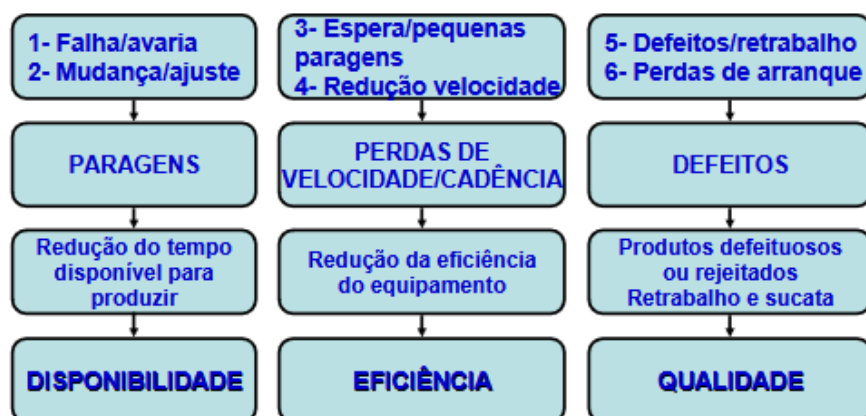 1- Falha/avaria
2- Mudança/ajuste
3- Espera/pequenas
paragens
4- Redução velocidade
5- Defeitos/retrabalho
6- Perdas de arranque
PARAGENS
PERDAS DE
VELOCIDADE/CADÊNCIA
DEFEITOS
Redução do tempo
disponível para
produzir
Redução da eficiência
do equipamento
Produtos defeituosos
ou rejeitados
Retrabalho e sucata
DISPONIBILIDADE
EFICIÊNCIA
QUALIDADE